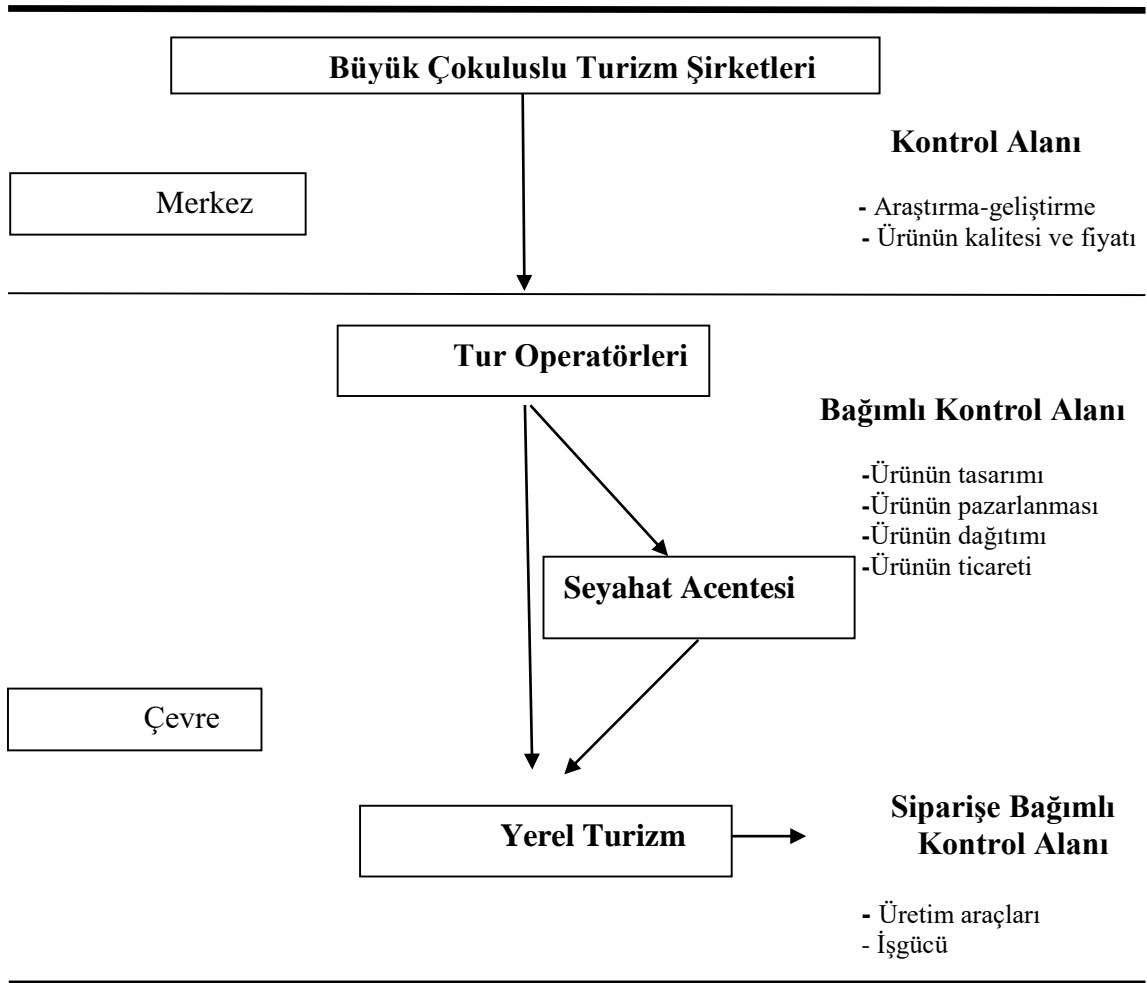 Büyük Çokuluslu Turizm Şirketleri
Kontrol Alanı
Merkez
- Araştırma-geliştirme
- Ürünün kalitesi ve fiyatı
Tur Operatörleri
Bağımlı Kontrol Alanı
-Ürünün tasarımı
-Ürünün pazarlanması
-Ürünün dağıtımı
-Ürünün ticareti
Seyahat Acentesi
Çevre
Yerel Turizm
Siparişe Bağımlı
Kontrol Alanı
- Üretim araçları
- İşgücü